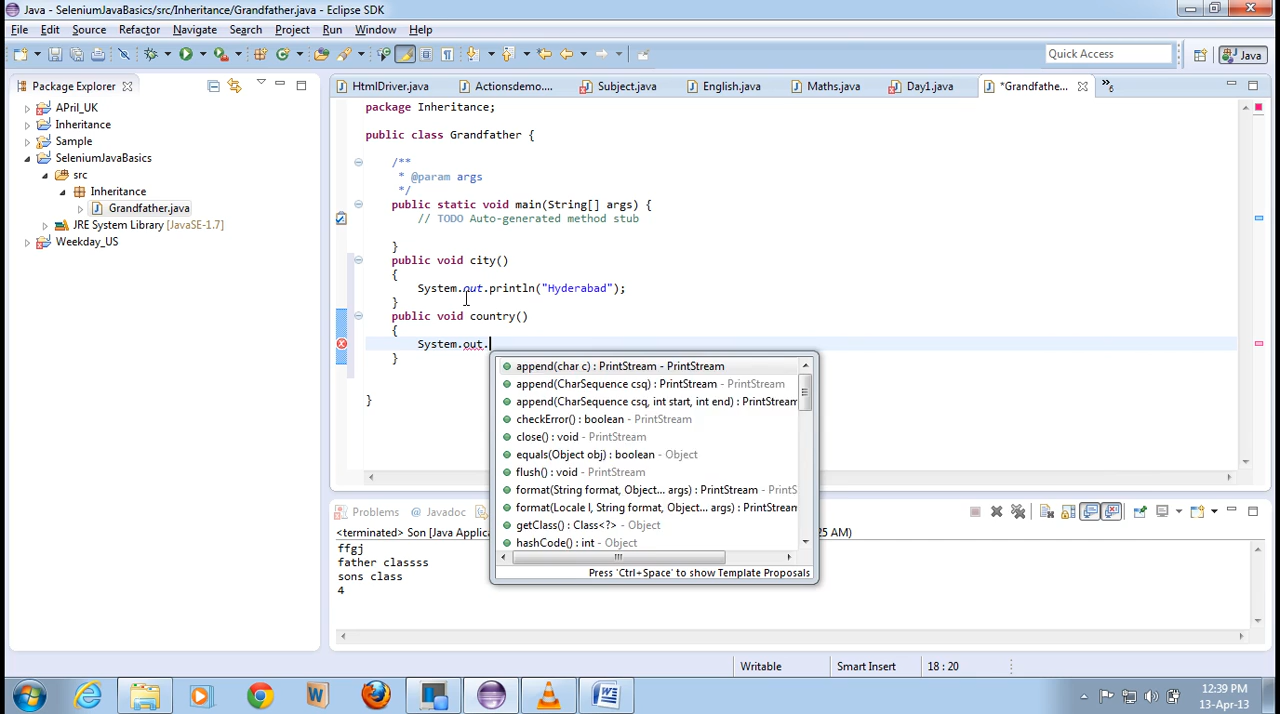 Java - SeleniumJavaBasics/src/Inheritance/Grandfather.java - Eclipse SDK
File Edit Source Refactor Navigate Search Project Run Window Help
Quick Access Java
Package Explorer
HtmlDriver.java Actionsdemo.... Subject.java English.java Maths.java Day1.java *Grandfathe... »6
APril_UK
Inheritance
Sample
SeleniumJavaBasics
src
Inheritance
Grandfather.java
JRE System Library [JavaSE-1.7]
Weekday_US
package Inheritance;
public class Grandfather {
/**
* @param args
*/
public static void main(String[] args) {
// TODO Auto-generated method stub
}
public void city()
{
System.out.println("Hyderabad");
}
public void country()
{
System.out.
}
}
append(char c) : PrintStream - PrintStream
append(CharSequence csq) : PrintStream - PrintStream
append(CharSequence csq, int start, int end) : PrintStream
checkError() : boolean - PrintStream
close() : void - PrintStream
equals(Object obj) : boolean - Object
flush() : void - PrintStream
format(String format, Object... args) : PrintStream - PrintS
format(Locale l, String format, Object... args) : PrintStream
getClass() : Class<?> - Object
hashCode() : int - Object
Press 'Ctrl+Space' to show Template Proposals
Problems Javadoc
<terminated> Son [Java Applica
25 AM)
ffgj
father classss
sons class
4
Writable Smart Insert 18 : 20
12:39 PM
13-Apr-13